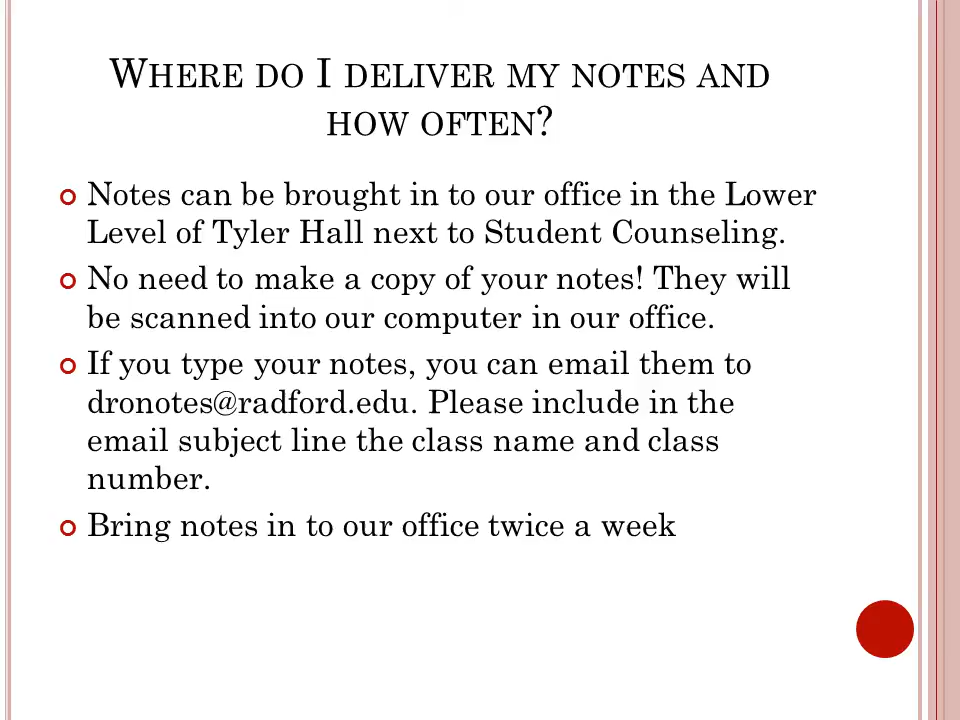 Where do I deliver my notes and
how often?
Notes can be brought in to our office in the Lower
Level of Tyler Hall next to Student Counseling.
No need to make a copy of your notes! They will
be scanned into our computer in our office.
If you type your notes, you can email them to
dronotes@radford.edu. Please include in the
email subject line the class name and class
number.
Bring notes in to our office twice a week